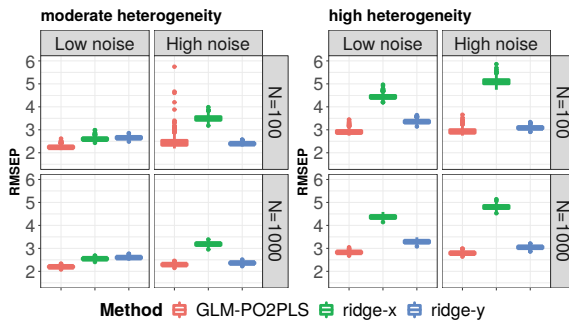 moderate heterogeneity
high heterogeneity
Low noise
High noise
Low noise
High noise
RMSEP
6
5
4
3
2
N=100
RMSEP
6
5
4
3
2
N=100
RMSEP
5
4
3
2
N=1000
RMSEP
5
4
3
2
N=1000
Method GLM-PO2PLS ridge-x ridge-y